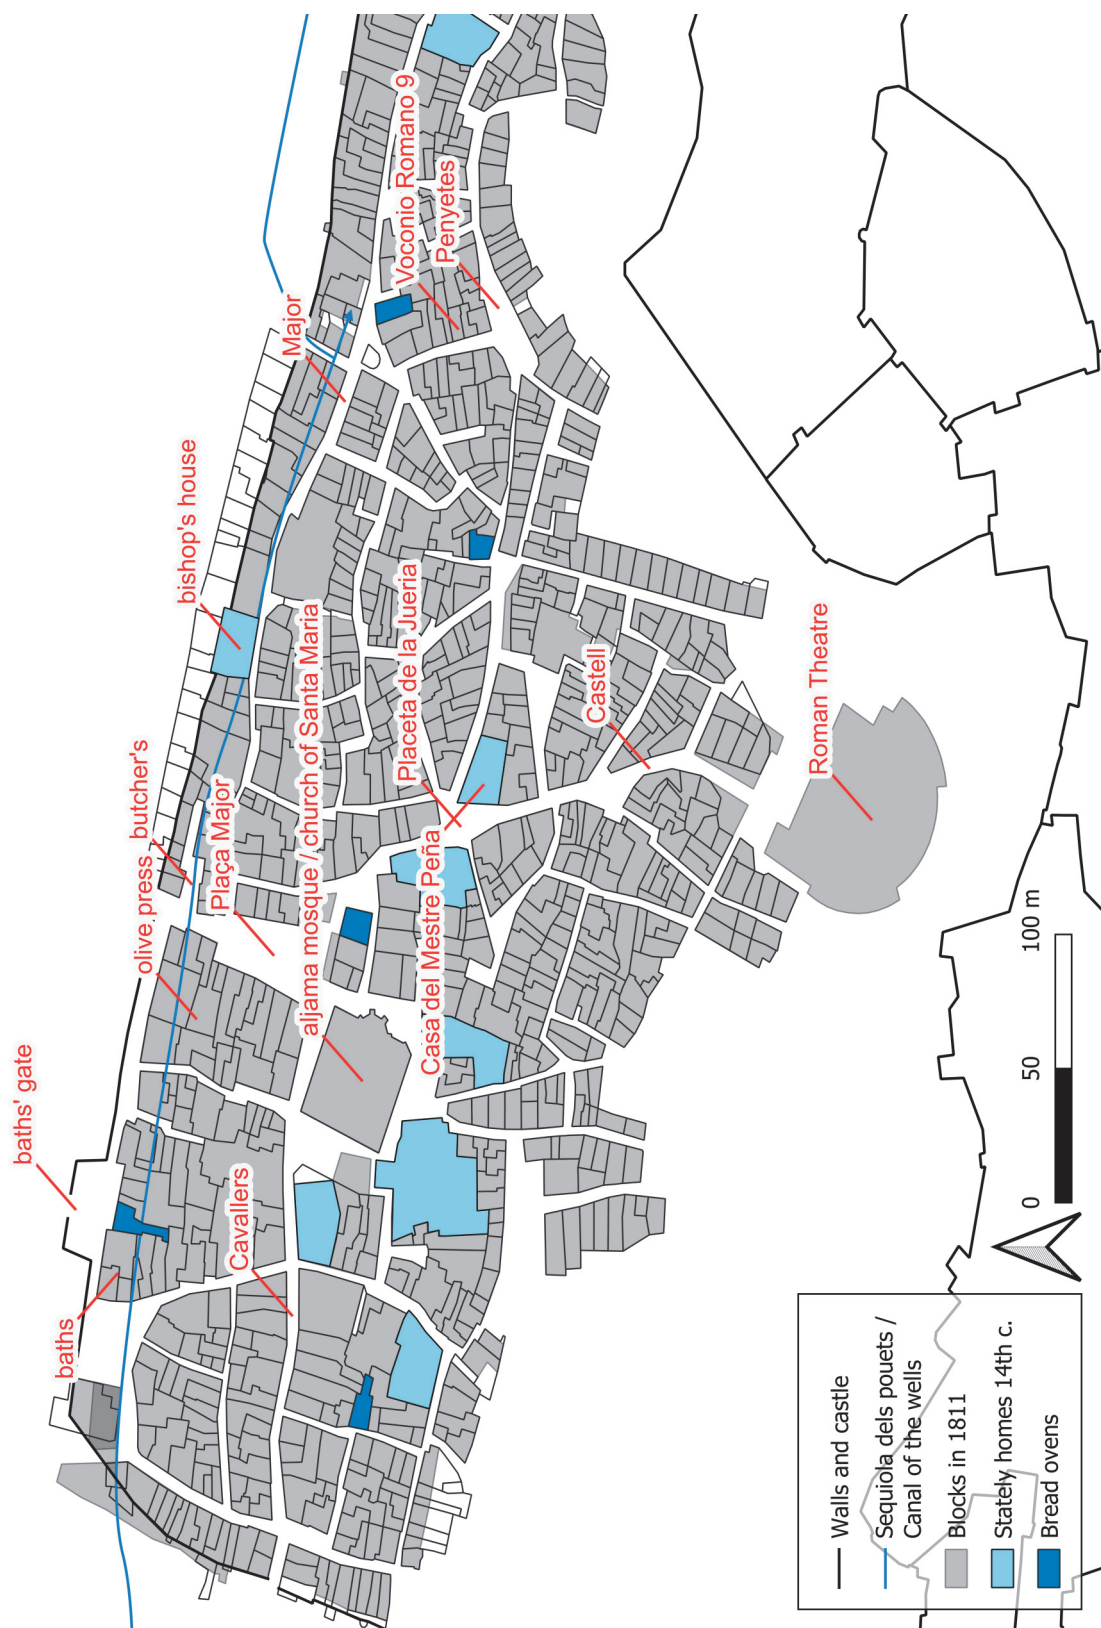 baths
baths' gate
olive press
butcher's
Plaça Major
bishop's house
Major
Voconio Romano 9
Penyetes
Cavallers
aljama mosque / church of Santa Maria
Casa del Mestre Peña
Placeta de la Jueria
Castell
Roman Theatre
Walls and castle
Sequiola dels pouets /
Canal of the wells
Blocks in 1811
Stately homes 14th c.
Bread ovens
0 50 100 m